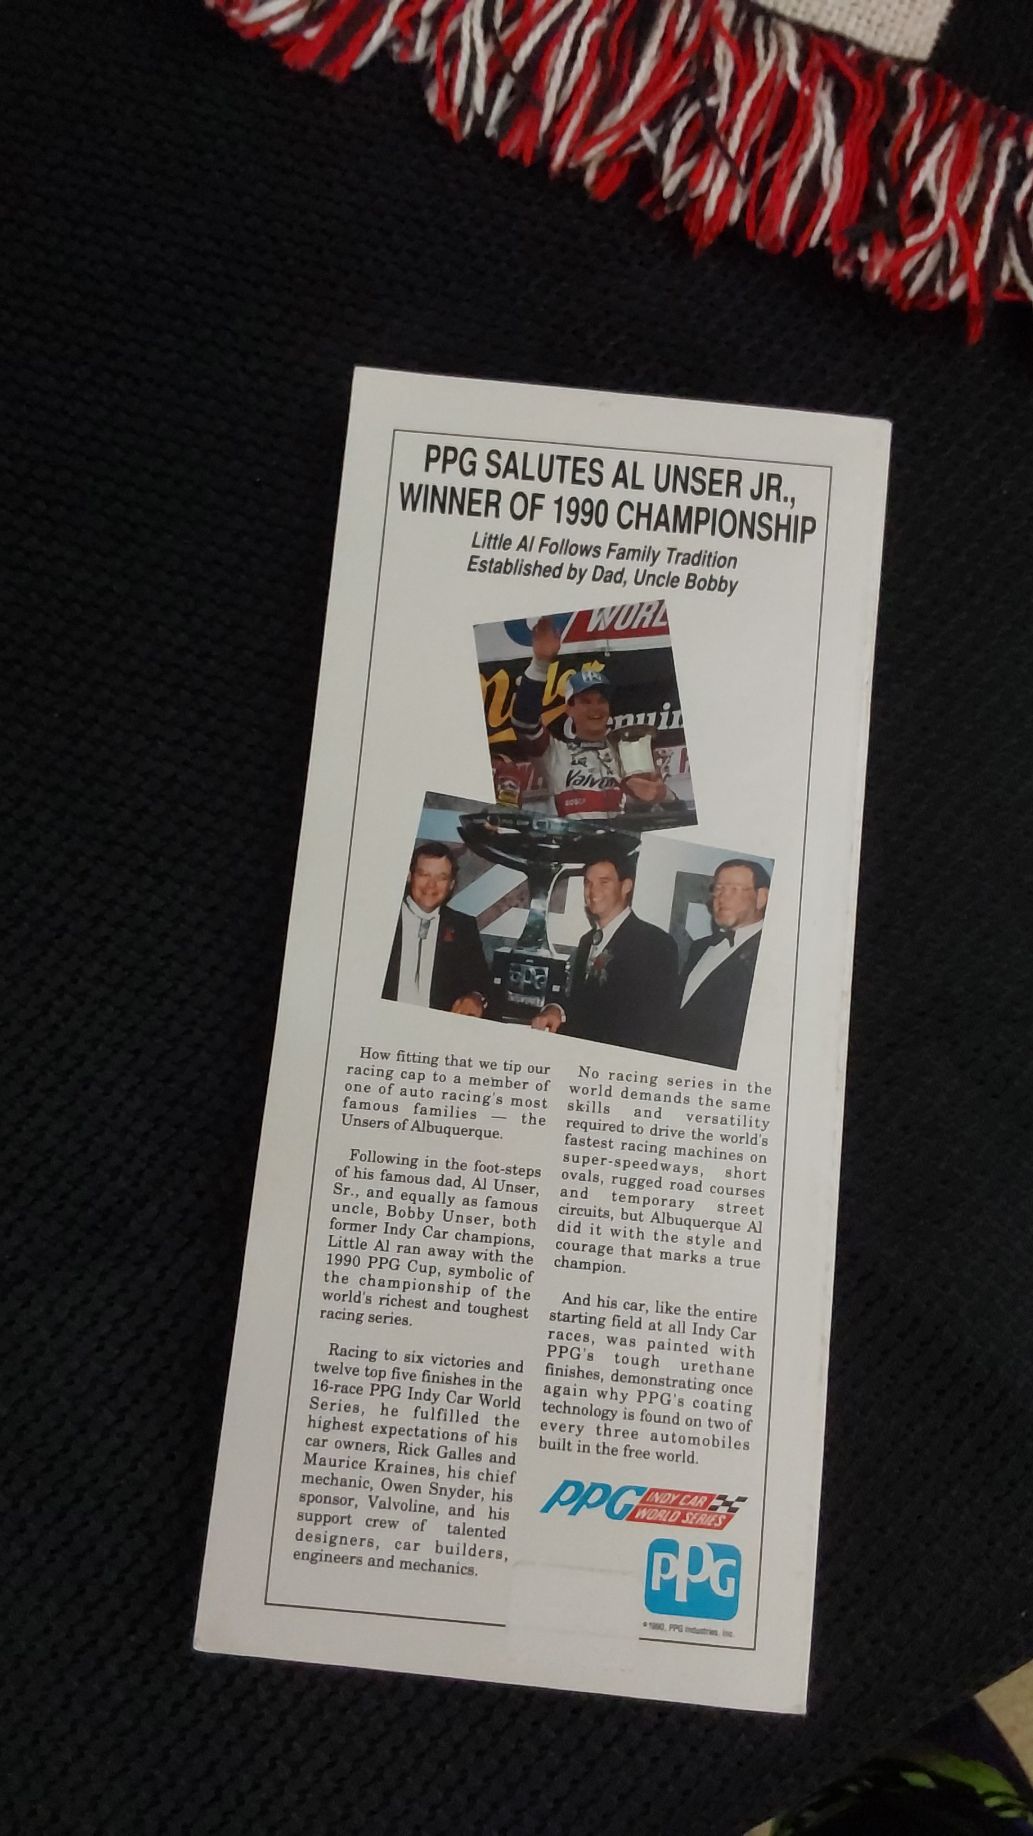 PPG SALUTES AL UNSER JR.,
WINNER OF 1990 CHAMPIONSHIP
Little Al Follows Family Tradition
Established by Dad, Uncle Bobby
WORL
Miller
Genuin
Valvo
PPG
How fitting that we tip our
racing cap to a member of
one of auto racing's most
famous families — the
Unsers of Albuquerque.
Following in the foot-steps
of his famous dad, Al Unser,
Sr., and equally as famous
uncle, Bobby Unser, both
former Indy Car champions,
Little Al ran away with the
1990 PPG Cup, symbolic of
the championship of the
world's richest and toughest
racing series.
Racing to six victories and
twelve top five finishes in the
16-race PPG Indy Car World
Series, he fulfilled the
highest expectations of his
car owners, Rick Galles and
Maurice Kraines, his chief
mechanic, Owen Snyder, his
sponsor, Valvoline, and his
support crew of talented
designers, car builders,
engineers and mechanics.
No racing series in the
world demands the same
skills and versatility
required to drive the world's
fastest racing machines on
super-speedways, short
ovals, rugged road courses
and temporary street
circuits, but Albuquerque Al
did it with the style and
courage that marks a true
champion.
And his car, like the entire
starting field at all Indy Car
races, was painted with
PPG's tough urethane
finishes, demonstrating once
again why PPG's coating
technology is found on two of
every three automobiles
built in the free world.
PPG INDY CAR
WORLD SERIES
PPG
©1990, PPG Industries, Inc.